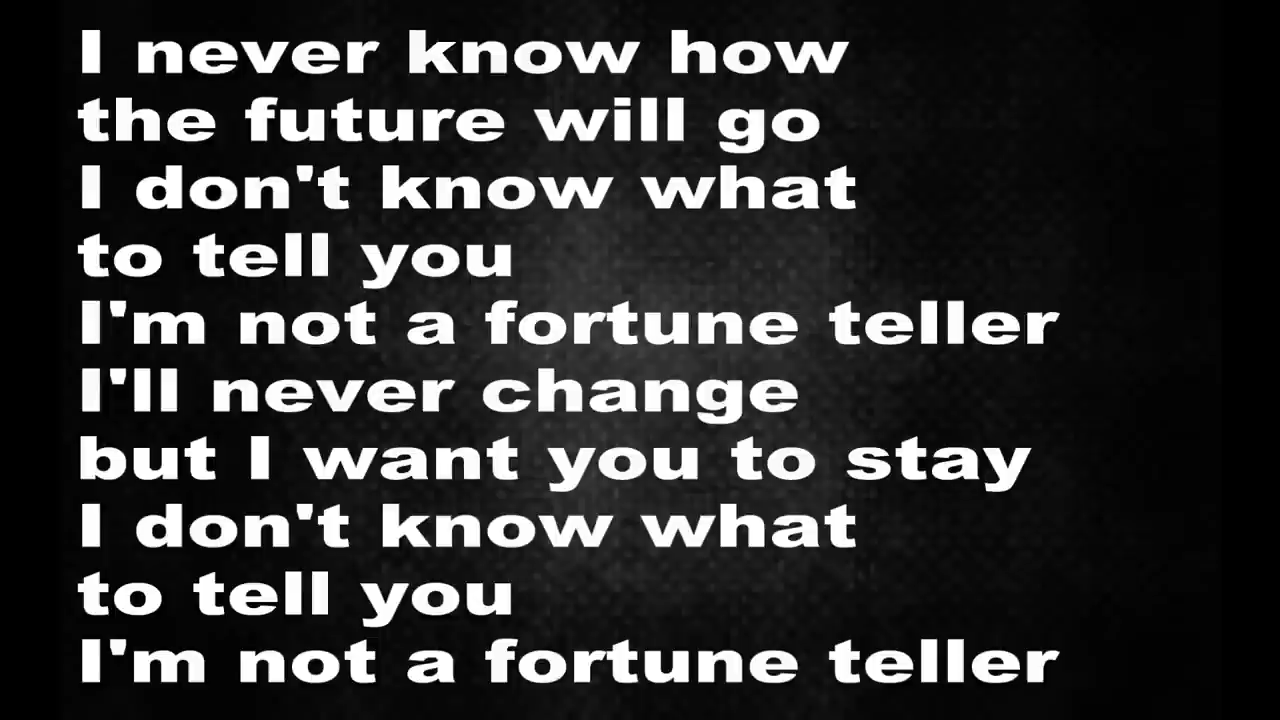 I never know how
the future will go
I don't know what
to tell you
I'm not a fortune teller
I'll never change
but I want you to stay
I don't know what
to tell you
I'm not a fortune teller